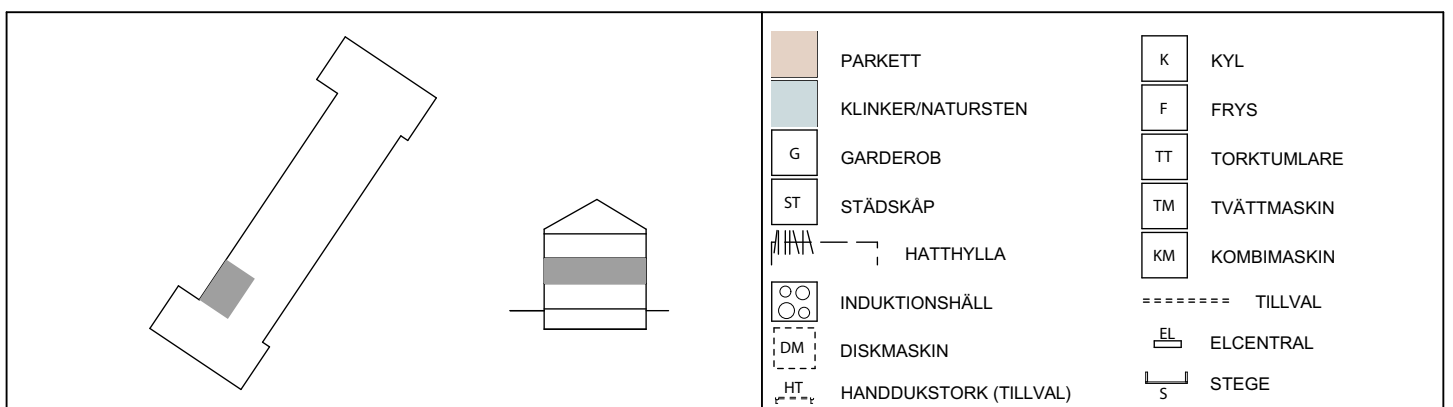 PARKETT
KLINKER/NATURSTEN
G GARDEROB
ST STÄDSKÅP
HATTHYLLA
INDUKTIONSHÄLL
DM DISKMASKIN
HT HANDDUKSTORK (TILLVAL)
K KYL
F FRYS
TT TORKTUMLARE
TM TVÄTTMASKIN
KM KOMBIMASKIN
TILLVAL
EL ELCENTRAL
S STEGE